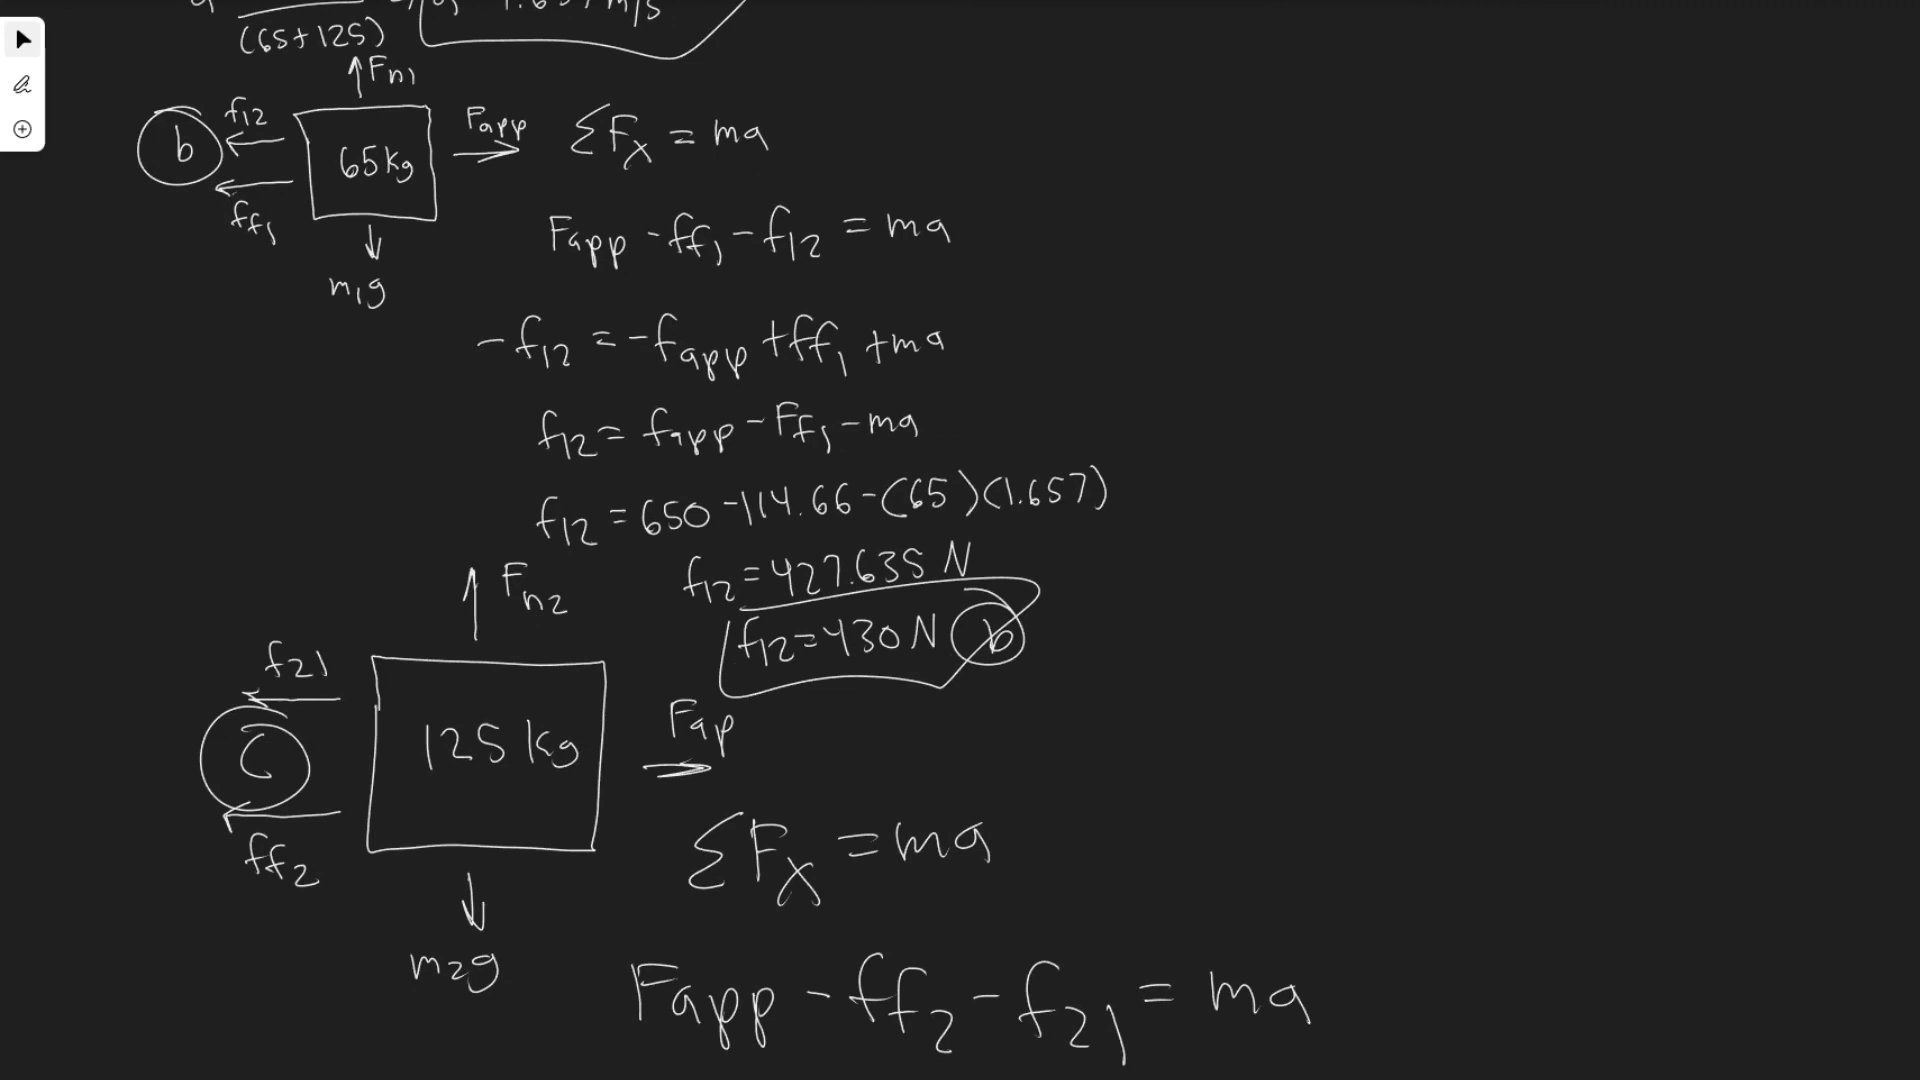 (65+125)
Fn1
b
f12
65kg
Fapp
ΣFx = ma
ff1
m1g
Fapp - ff1 - f12 = ma
-f12 = -fapp + ff1 + ma
f12 = fapp - Ff1 - ma
f12 = 650 - 114.66 - (65)(1.657)
f12 = 427.635 N
f12 = 430 N b
Fn2
f21
c
125 kg
Fap
ff2
m2g
ΣFx = ma
Fapp - ff2 - f21 = ma